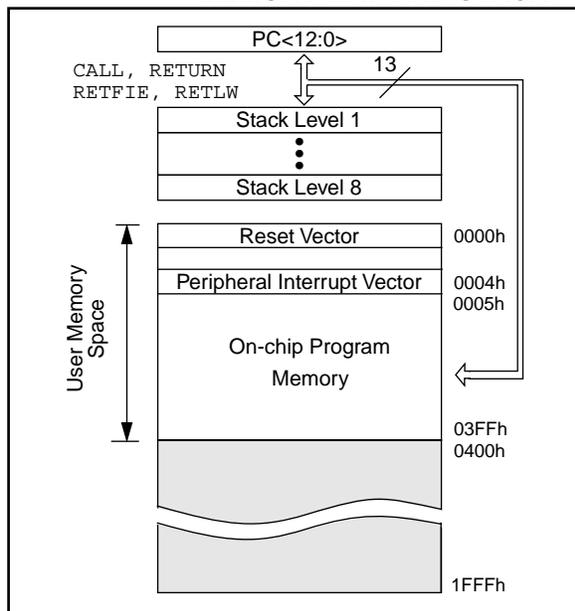 PC<12:0>
CALL, RETURN
RETFIE, RETLW
13
Stack Level 1
Stack Level 8
User Memory
Space
Reset Vector
0000h
Peripheral Interrupt Vector
0004h
0005h
On-chip Program
Memory
03FFh
0400h
1FFFh